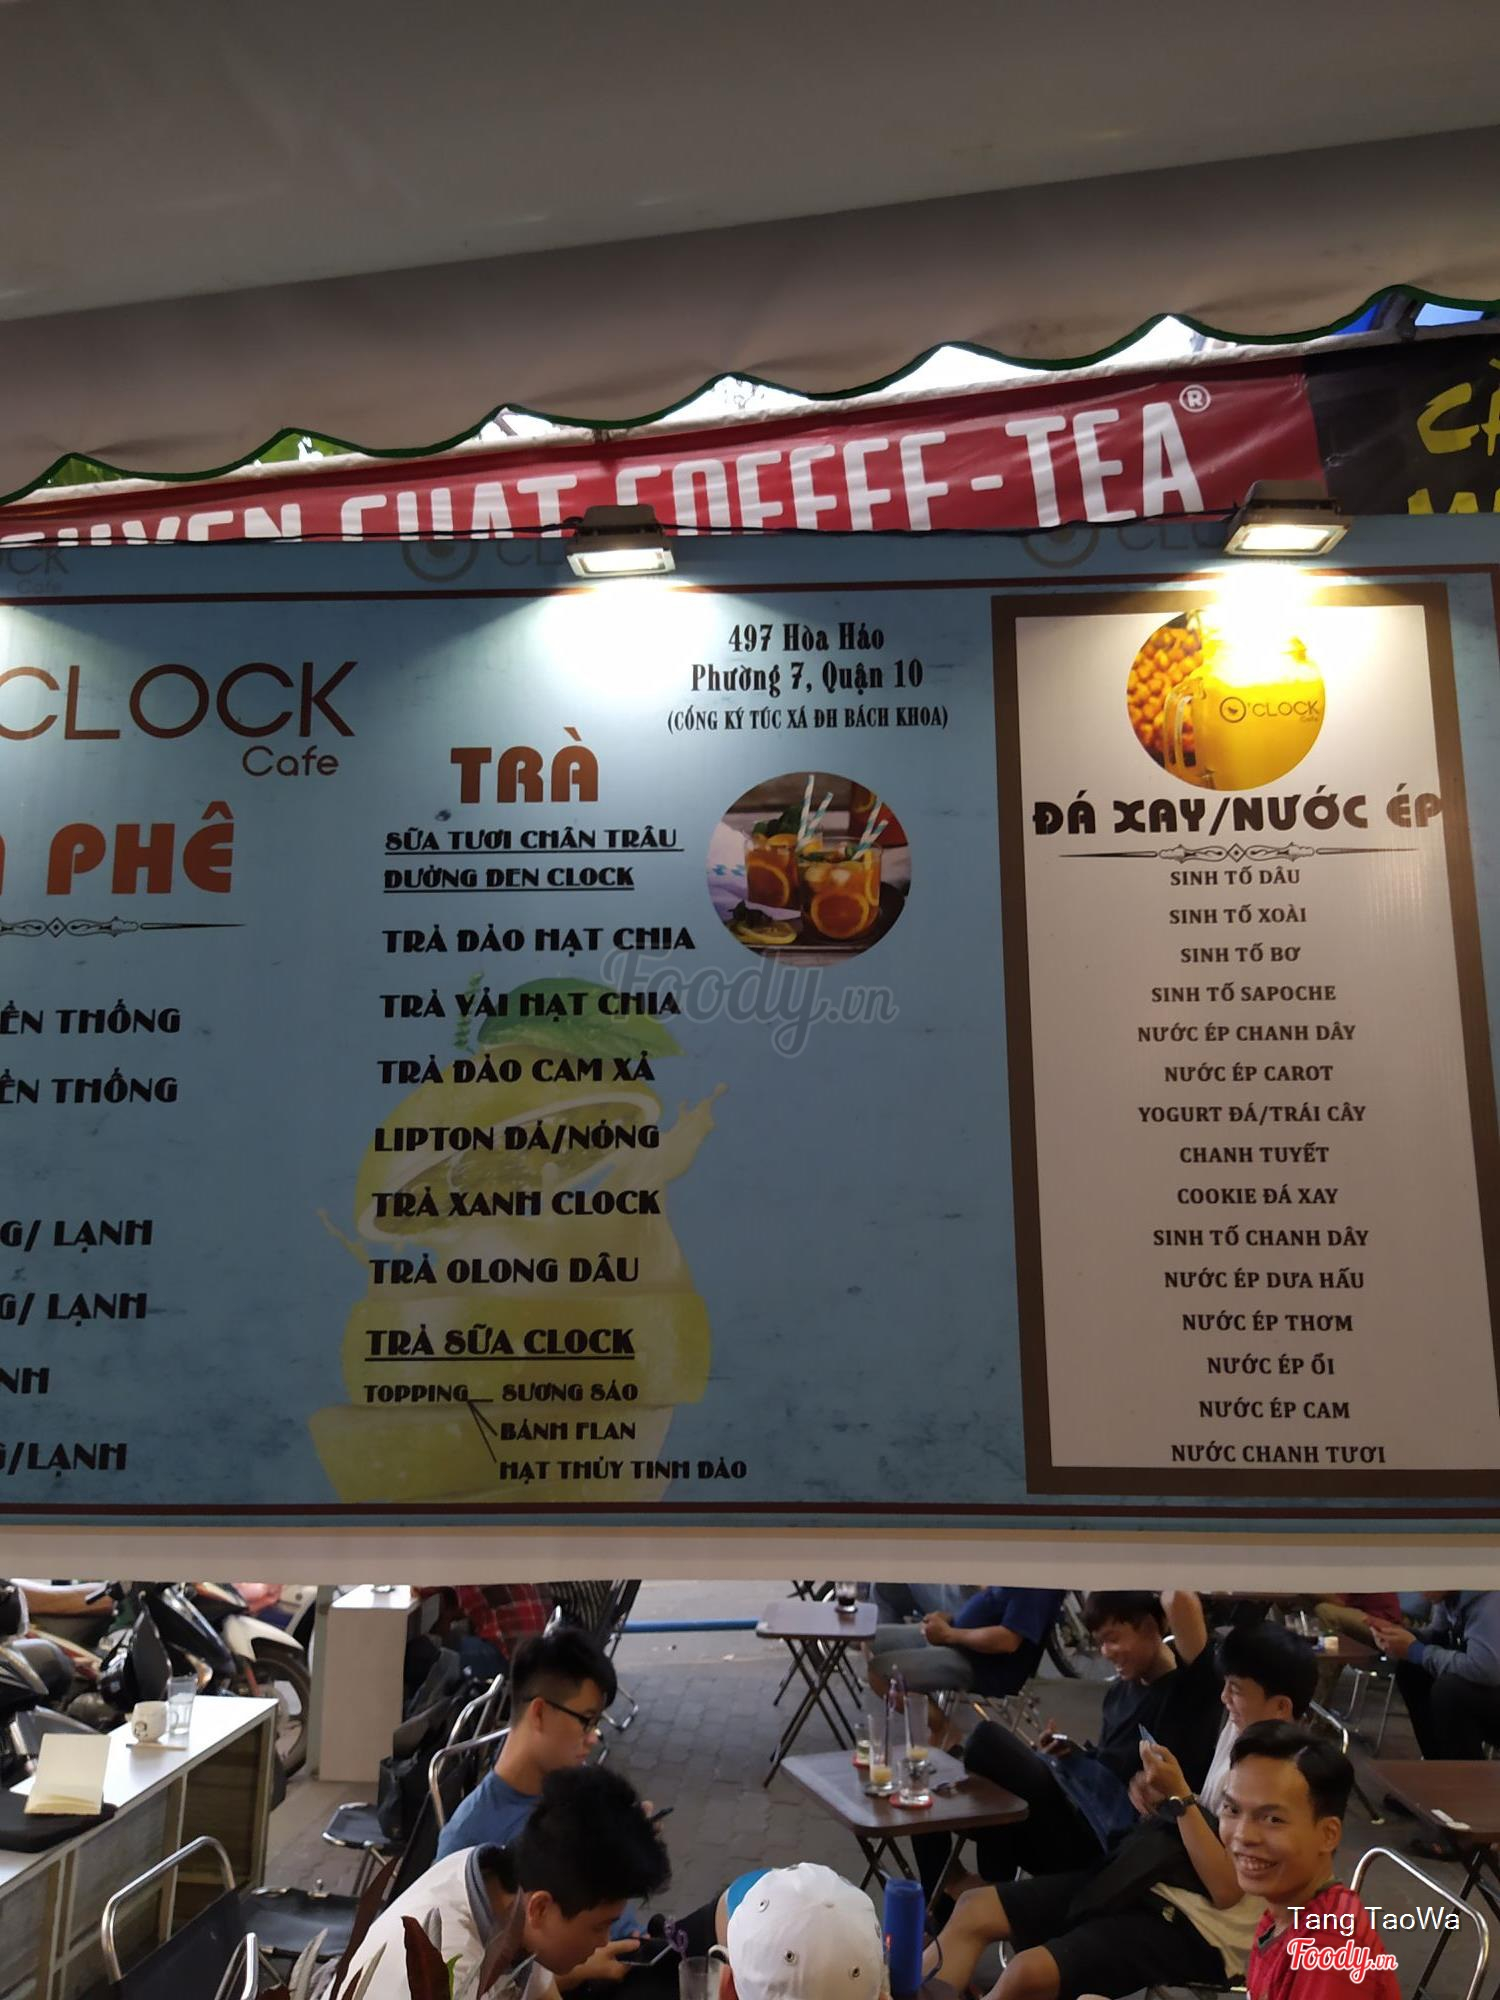 COFFEE-TEA®
CLOCK
Cafe
PHÊ
THỐNG
THỐNG
LẠNH
LẠNH
LẠNH
497 Hòa Hảo
Phường 7, Quận 10
(CỔNG KÝ TÚC XÁ ĐH BÁCH KHOA)
TRÀ
SỮA TƯƠI CHÂN TRÂU
ĐƯỜNG ĐEN CLOCK
TRÀ ĐÀO HẠT CHIA
TRÀ VẢI HẠT CHIA
TRÀ ĐÀO CAM XẢ
LIPTON ĐÁ/NÓNG
TRÀ XANH CLOCK
TRÀ OLONG DÂU
TRÀ SỮA CLOCK
TOPPING SƯƠNG SÁO
BÁNH FLAN
HẠT THỦY TINH ĐÀO
O'CLOCK
Cafe
ĐÁ XAY/NƯỚC ÉP
SINH TỐ DÂU
SINH TỐ XOÀI
SINH TỐ BƠ
SINH TỐ SAPOCHE
NƯỚC ÉP CHANH DÂY
NƯỚC ÉP CAROT
YOGURT ĐÁ/TRÁI CÂY
CHANH TUYẾT
COOKIE ĐÁ XAY
SINH TỐ CHANH DÂY
NƯỚC ÉP DƯA HẤU
NƯỚC ÉP THƠM
NƯỚC ÉP ỔI
NƯỚC ÉP CAM
NƯỚC CHANH TƯƠI
Foody.vn
Tang TaoWa
Foody.vn